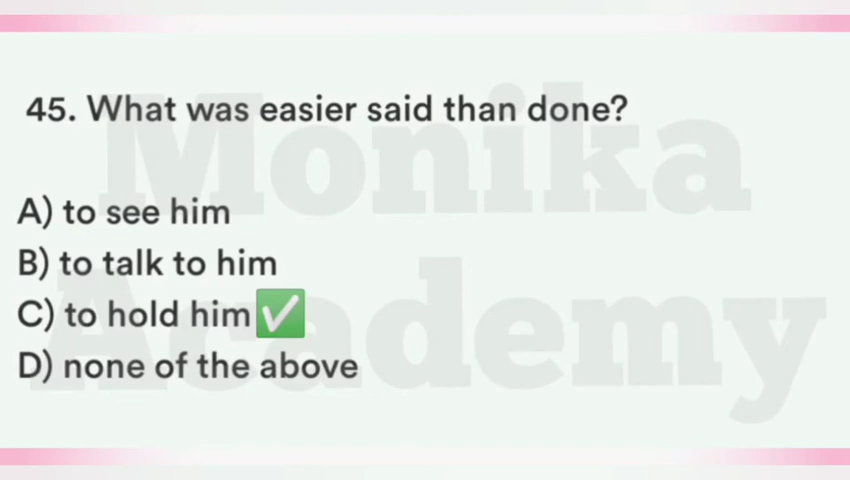 45. What was easier said than done?
A) to see him
B) to talk to him
C) to hold him ✅
D) none of the above
Monika
Academy